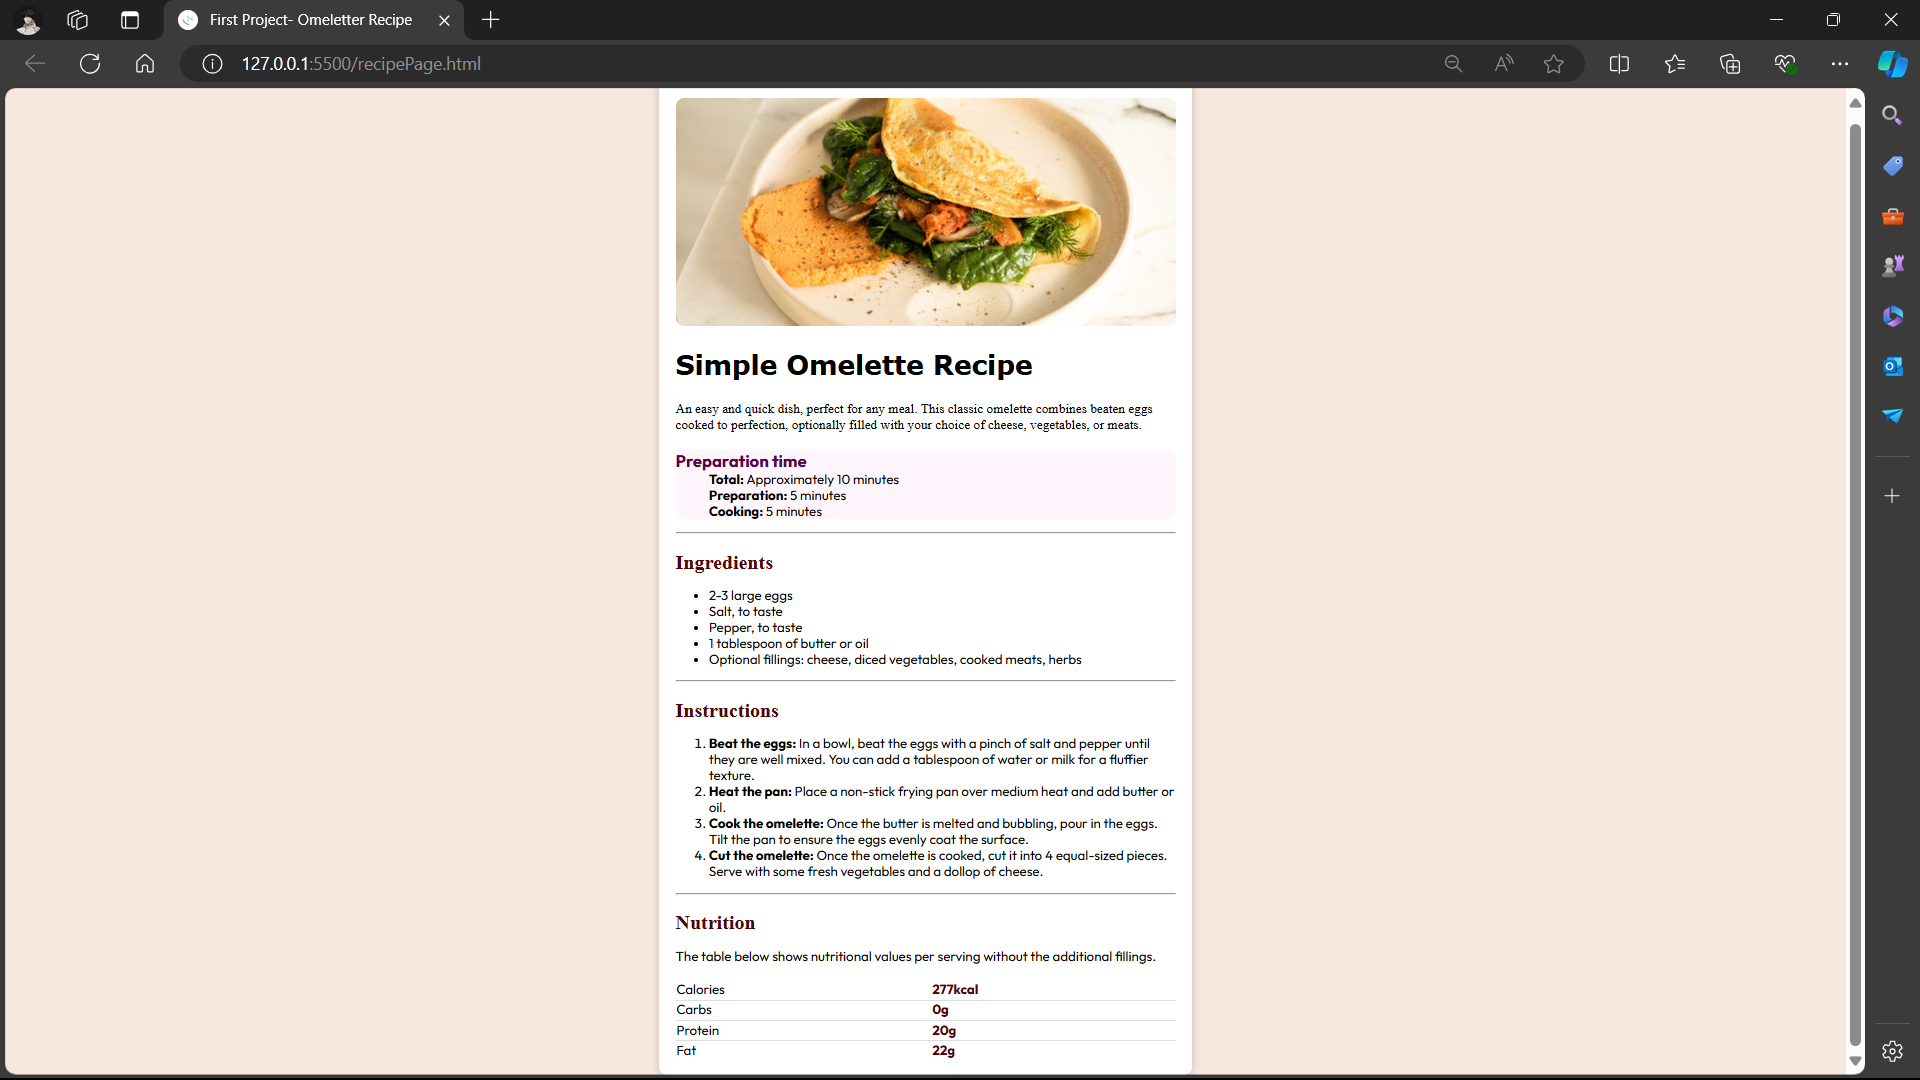 First Project- Omeletter Recipe
127.0.0.1:5500/recipePage.html
Simple Omelette Recipe
An easy and quick dish, perfect for any meal. This classic omelette combines beaten eggs
cooked to perfection, optionally filled with your choice of cheese, vegetables, or meats.
Preparation time
Total: Approximately 10 minutes
Preparation: 5 minutes
Cooking: 5 minutes
Ingredients
• 2-3 large eggs
• Salt, to taste
• Pepper, to taste
• 1 tablespoon of butter or oil
• Optional fillings: cheese, diced vegetables, cooked meats, herbs
Instructions
1. Beat the eggs: In a bowl, beat the eggs with a pinch of salt and pepper until
they are well mixed. You can add a tablespoon of water or milk for a fluffier
texture.
2. Heat the pan: Place a non-stick frying pan over medium heat and add butter or
oil.
3. Cook the omelette: Once the butter is melted and bubbling, pour in the eggs.
Tilt the pan to ensure the eggs evenly coat the surface.
4. Cut the omelette: Once the omelette is cooked, cut it into 4 equal-sized pieces.
Serve with some fresh vegetables and a dollop of cheese.
Nutrition
The table below shows nutritional values per serving without the additional fillings.
Calories 277kcal
Carbs 0g
Protein 20g
Fat 22g